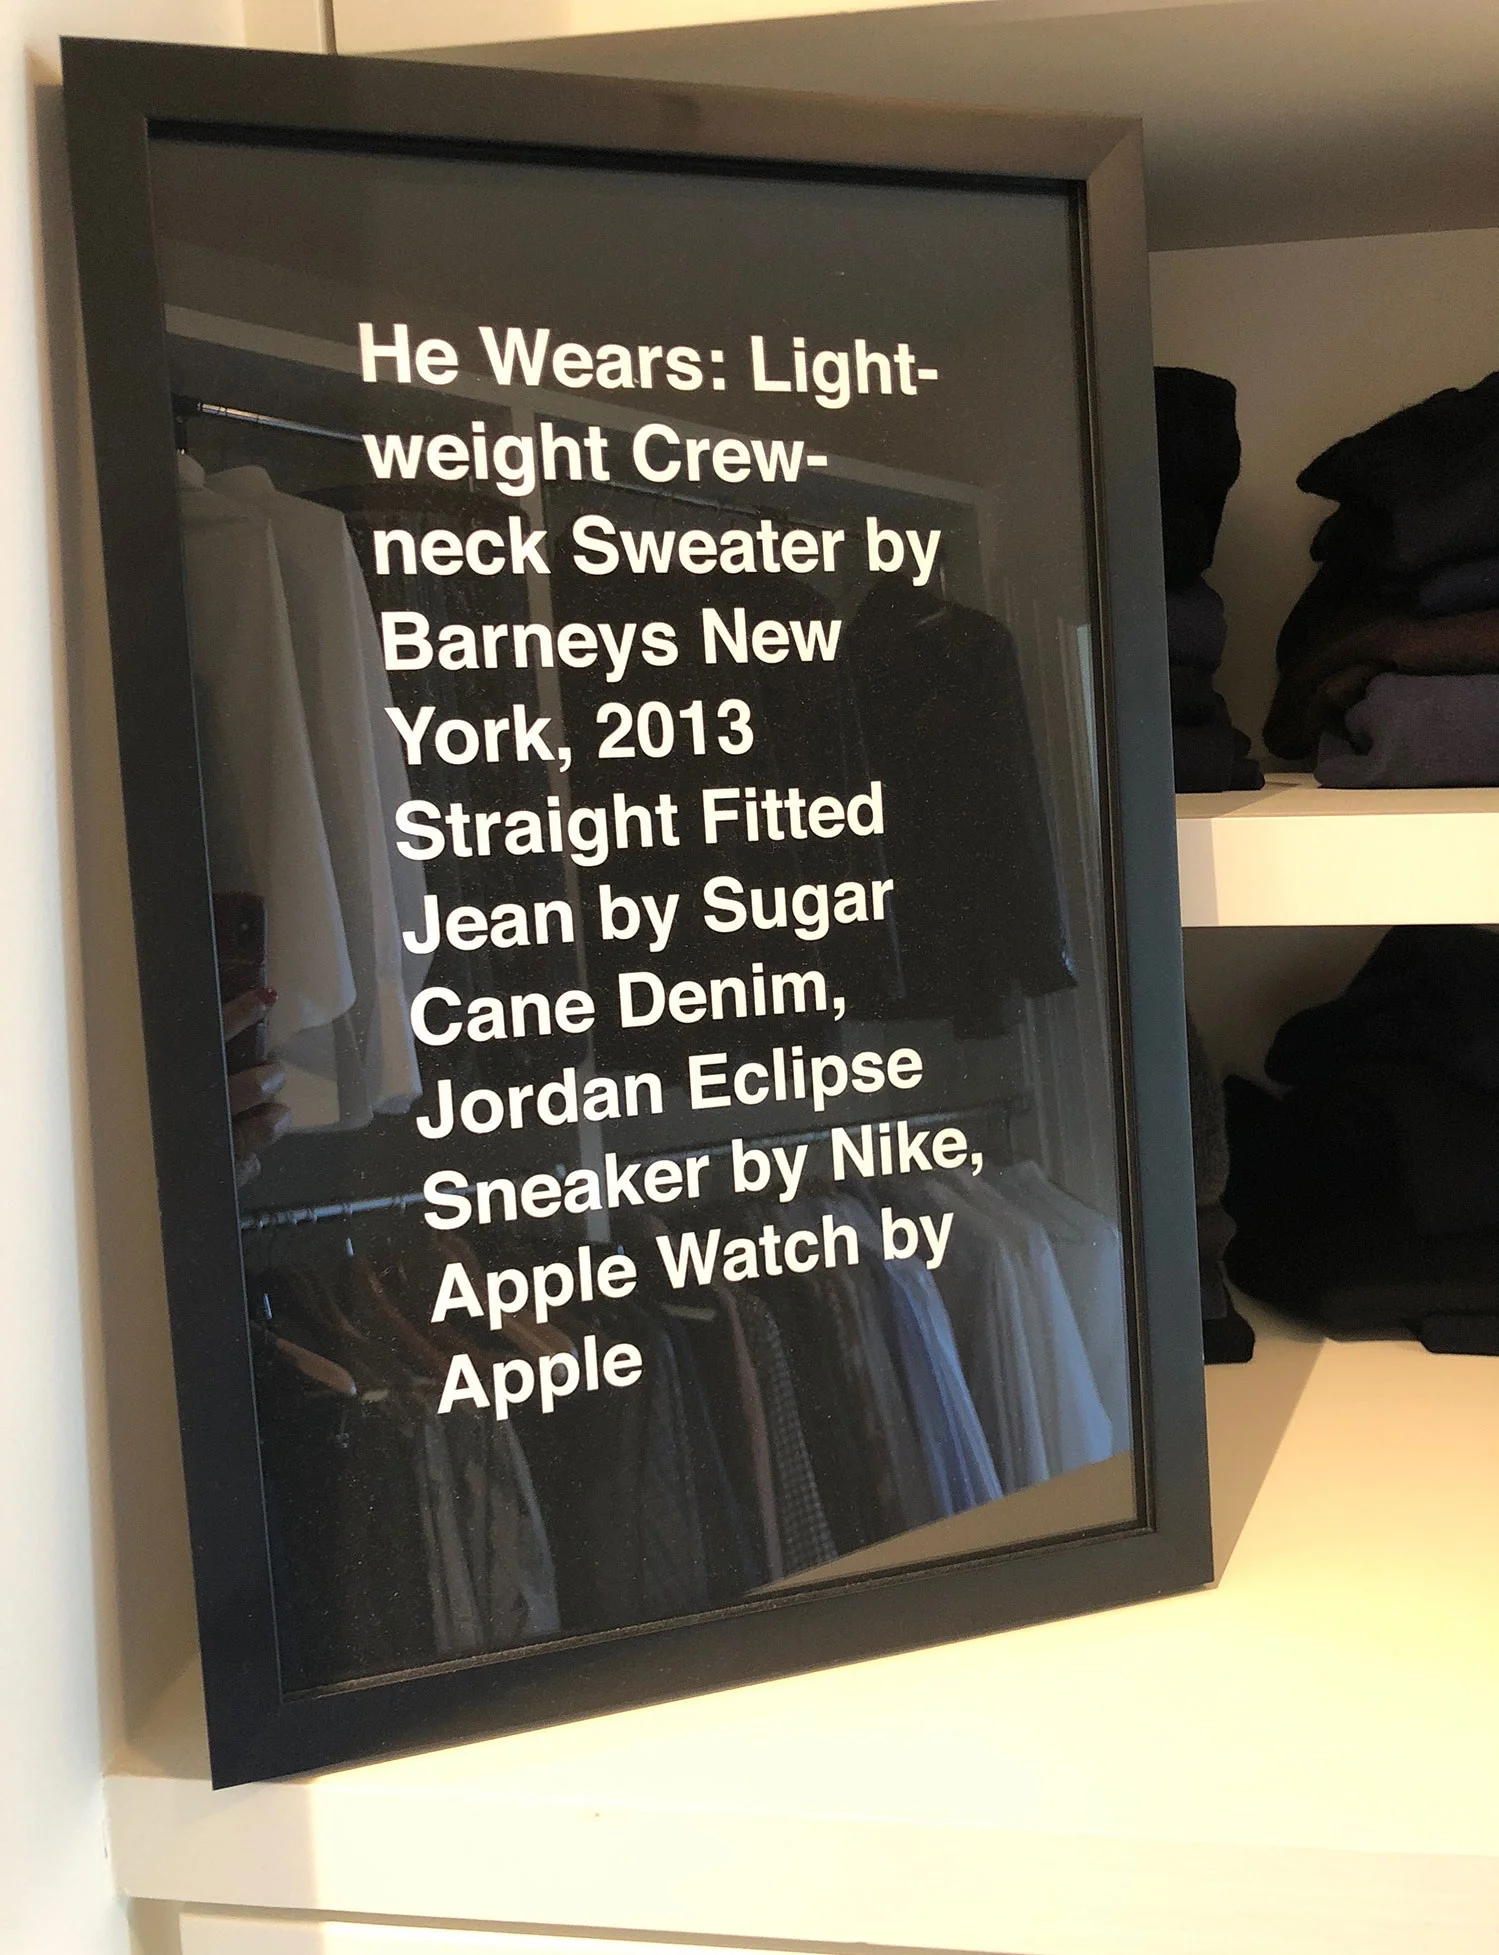 He Wears: Light-
weight Crew-
neck Sweater by
Barneys New
York, 2013
Straight Fitted
Jean by Sugar
Cane Denim,
Jordan Eclipse
Sneaker by Nike,
Apple Watch by
Apple